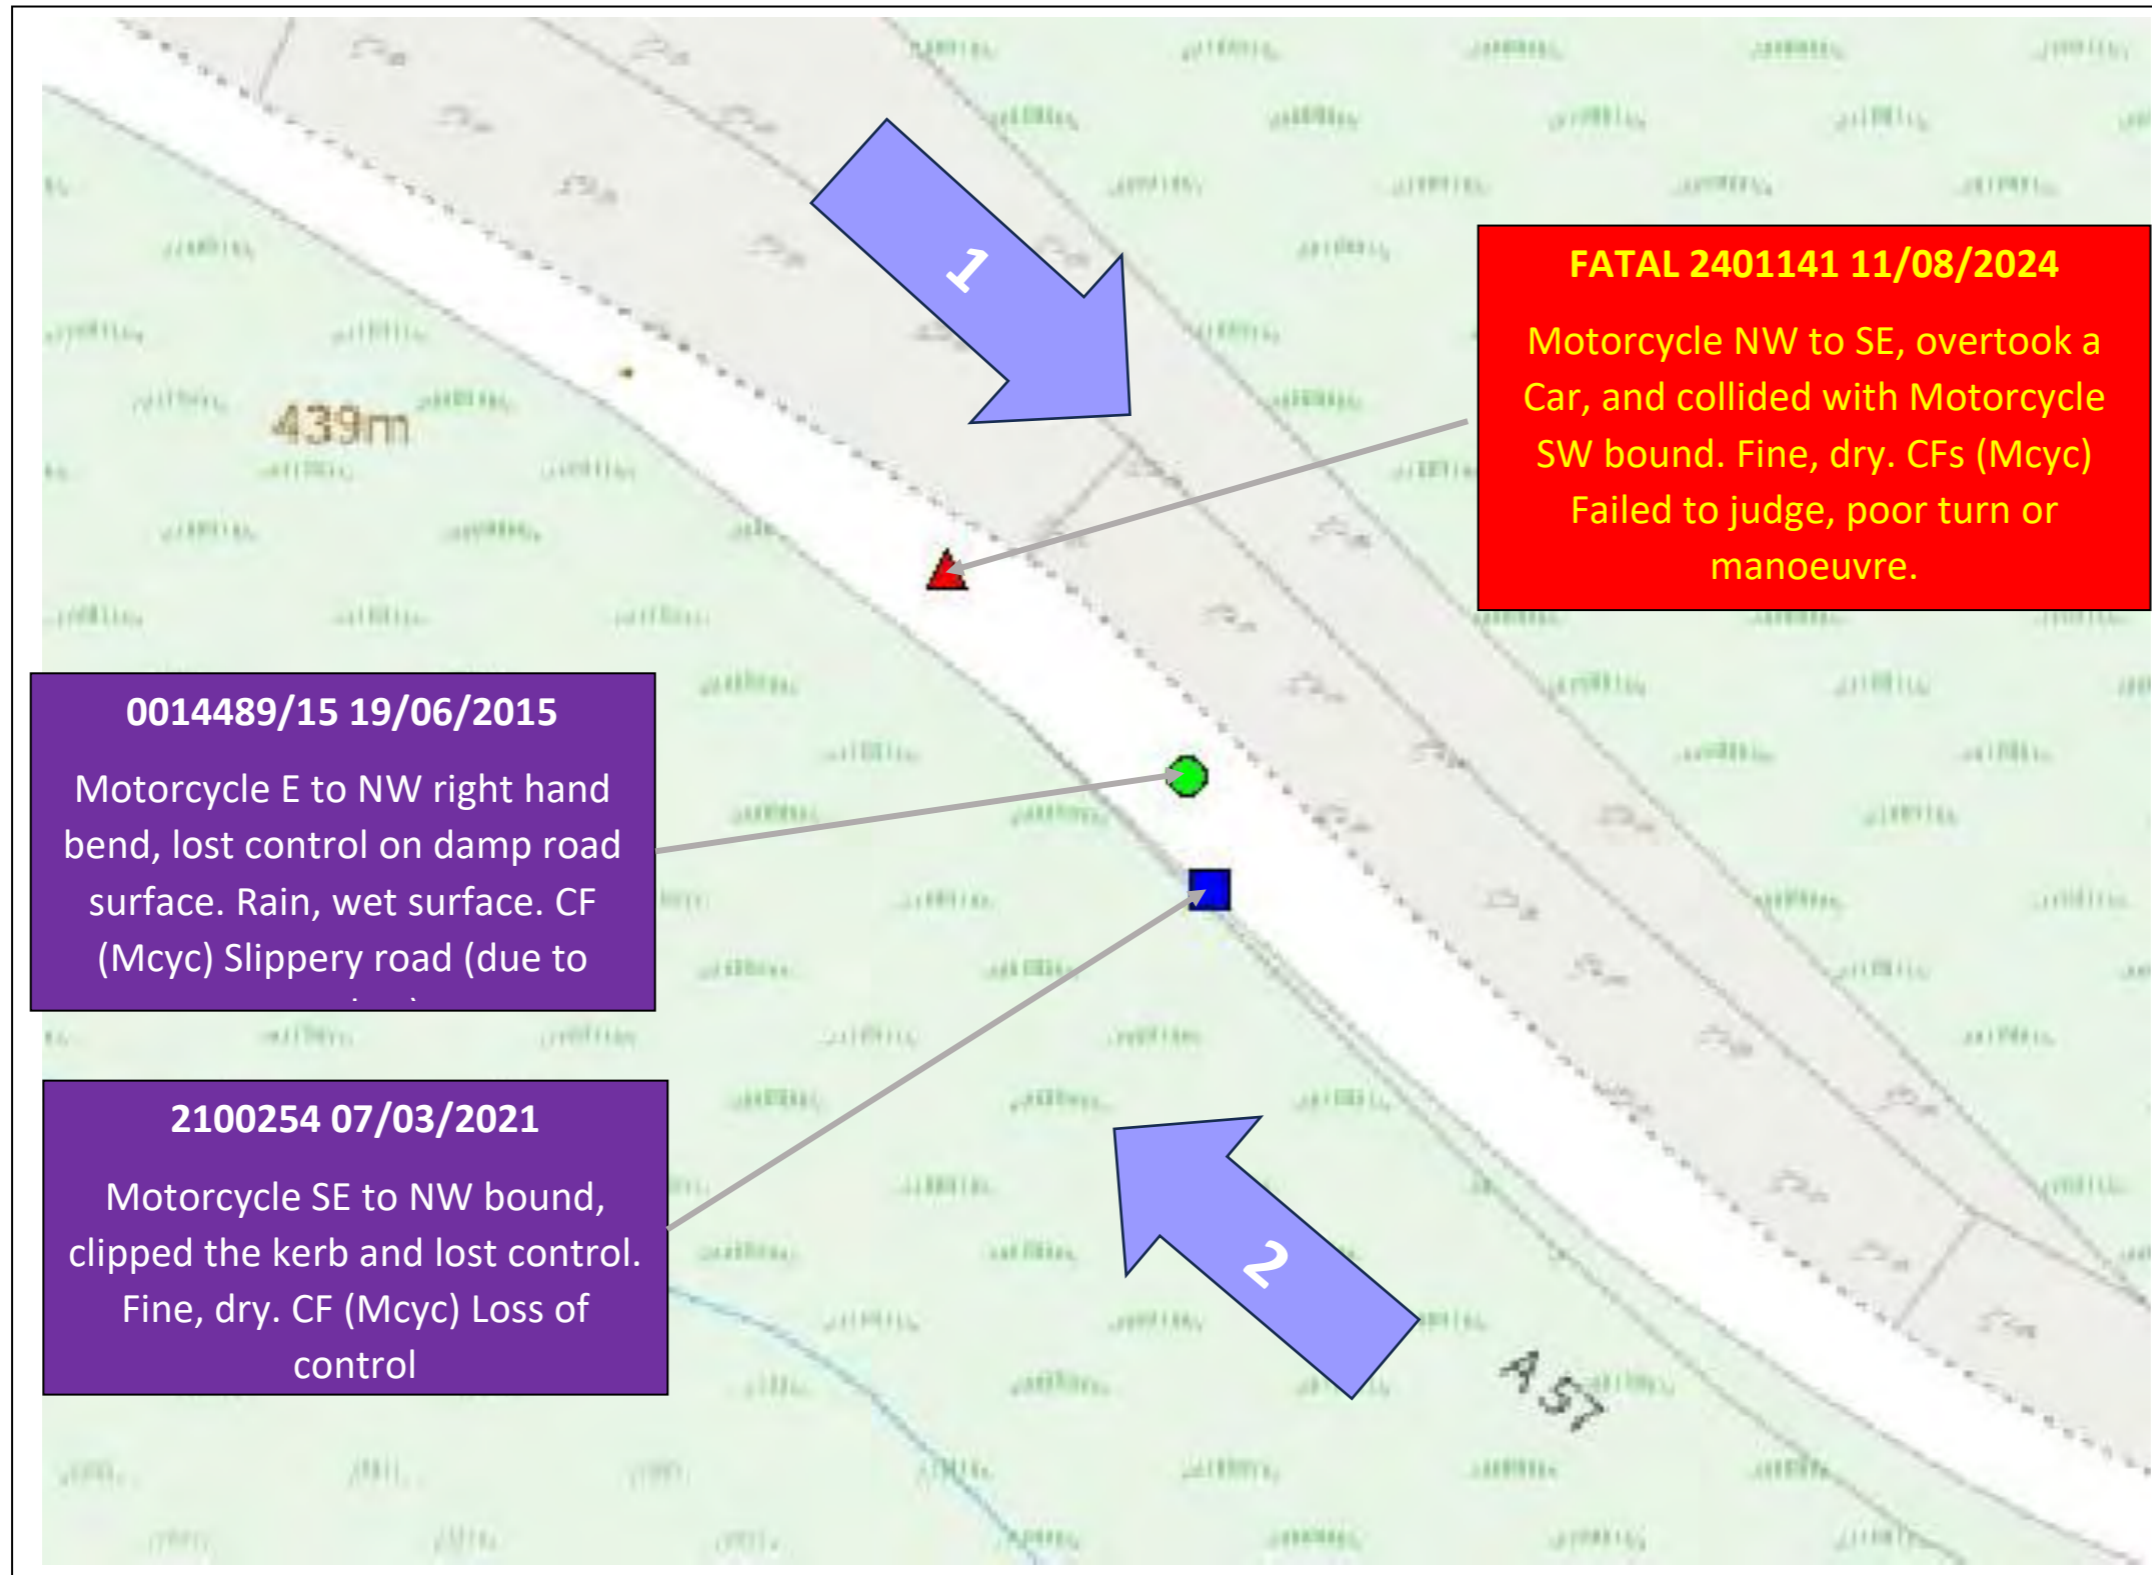 1
FATAL 2401141 11/08/2024
Motorcycle NW to SE, overtook a
Car, and collided with Motorcycle
SW bound. Fine, dry. CFs (Mcyc)
Failed to judge, poor turn or
manoeuvre.
439m
0014489/15 19/06/2015
Motorcycle E to NW right hand
bend, lost control on damp road
surface. Rain, wet surface. CF
(Mcyc) Slippery road (due to
2100254 07/03/2021
Motorcycle SE to NW bound,
clipped the kerb and lost control.
Fine, dry. CF (Mcyc) Loss of
control
2
A 57